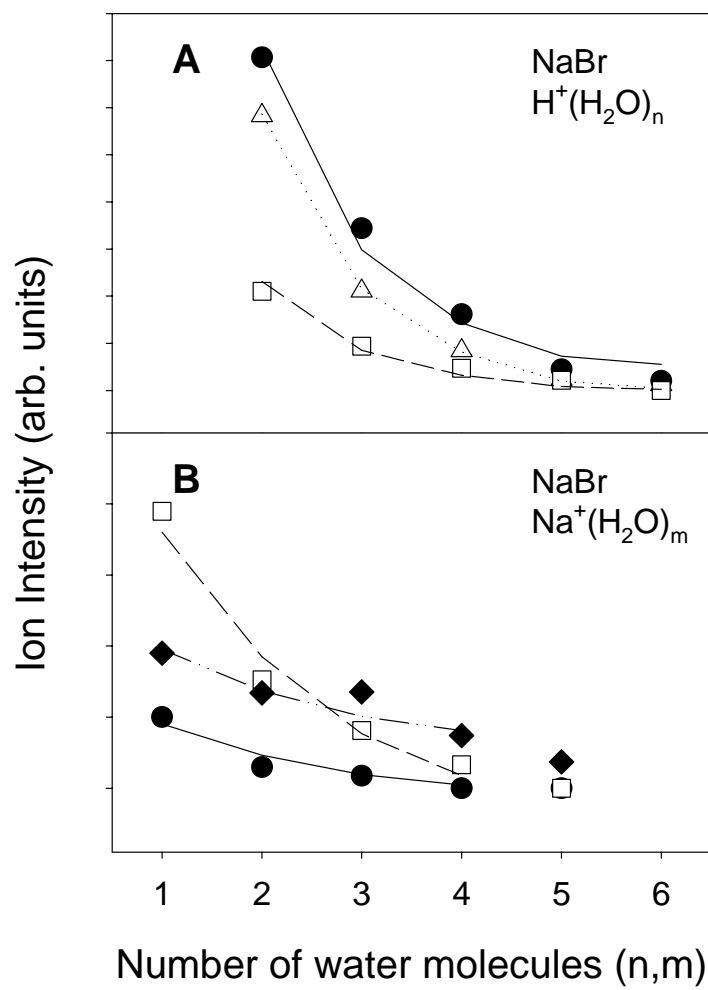 A
NaBr
H⁺(H₂O)ₙ
B
NaBr
Na⁺(H₂O)ₘ
Ion Intensity (arb. units)
1 2 3 4 5 6
Number of water molecules (n,m)